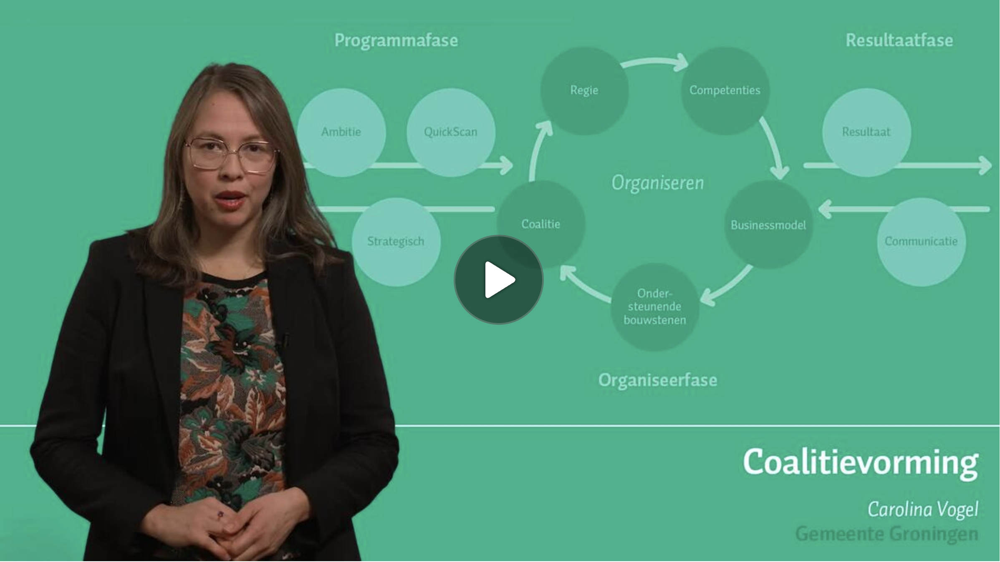 Programmafase
Resultaatfase
Regie
Competenties
Ambitie
QuickScan
Resultaat
Organiseren
Coalitie
Businessmodel
Strategisch
Communicatie
Onder-
steunende
bouwstenen
Organiseerfase
Coalitievorming
Carolina Vogel
Gemeente Groningen